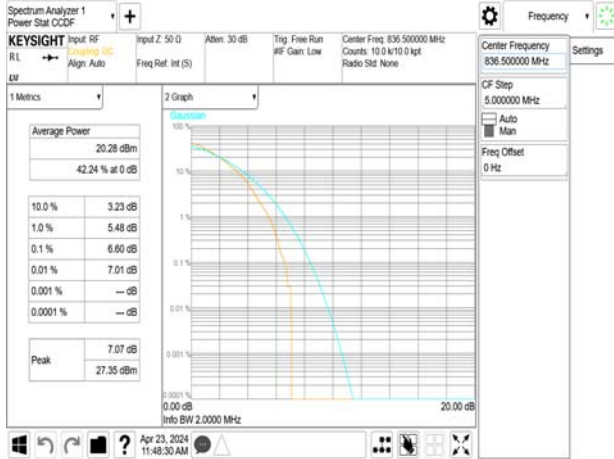 Spectrum Analyzer 1
Power Stat CCDF
+
Frequency
KEYSIGHT
RL
LV
Input: RF
Coupling: DC
Align: Auto
Input Z: 50 Ω
Freq Ref: Int (S)
Atten: 30 dB
Trig: Free Run
#IF Gain: Low
Center Freq: 836.500000 MHz
Counts: 10.0 k/10.0 kpt
Radio Std: None
Center Frequency
836.500000 MHz
Settings
CF Step
5.000000 MHz
Auto
Man
Freq Offset
0 Hz
1 Metrics
Average Power
20.28 dBm
42.24 % at 0 dB
10.0 % 3.23 dB
1.0 % 5.48 dB
0.1 % 6.60 dB
0.01 % 7.01 dB
0.001 % --- dB
0.0001 % --- dB
Peak 7.07 dB
27.35 dBm
2 Graph
Gaussian
100 %
10 %
1 %
0.1 %
0.01 %
0.001 %
0.0001 %
0.00 dB
20.00 dB
Info BW 2.0000 MHz
?
Apr 23, 2024
11:48:30 AM